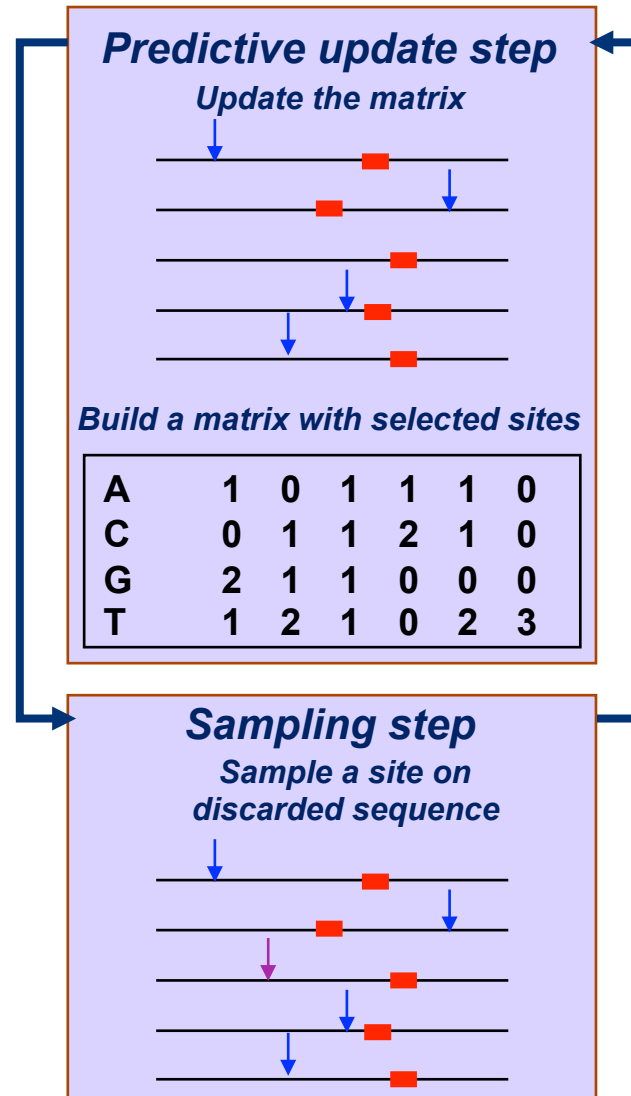 Predictive update step
Update the matrix
Build a matrix with selected sites
A 1 0 1 1 1 0
C 0 1 1 2 1 0
G 2 1 1 0 0 0
T 1 2 1 0 2 3
Sampling step
Sample a site on
discarded sequence